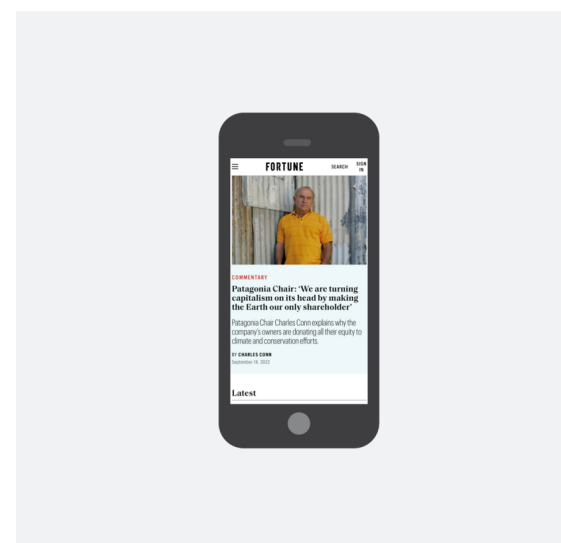 FORTUNE SEARCH SIGN IN
COMMENTARY
Patagonia Chair: ‘We are turning
capitalism on its head by making
the Earth our only shareholder’
Patagonia Chair Charles Conn explains why the
company’s owners are donating all their equity to
climate and conservation efforts.
BY CHARLES CONN
September 14, 2022
Latest